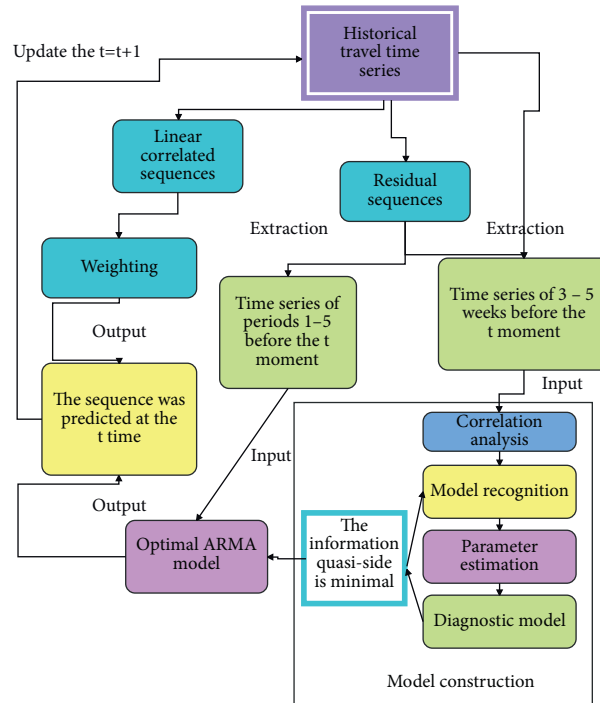 Update the t=t+1
Historical
travel time
series
Linear
correlated
sequences
Residual
sequences
Extraction
Extraction
Weighting
Time series of
periods 1–5
before the t
moment
Time series of 3 – 5
weeks before the
t moment
Output
The sequence was
predicted at the
t time
Input
Correlation
analysis
Input
Model recognition
Output
Optimal ARMA
model
The
information
quasi-side
is minimal
Parameter
estimation
Diagnostic model
Model construction